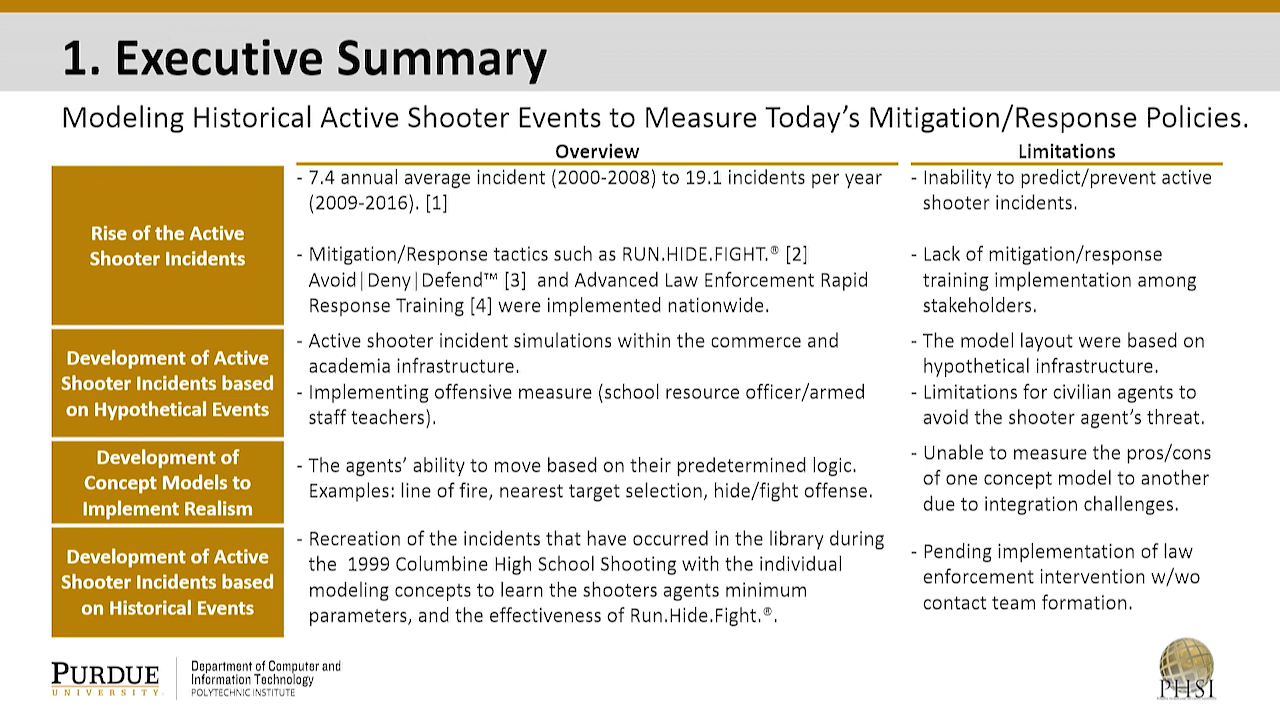 1. Executive Summary
Modeling Historical Active Shooter Events to Measure Today's Mitigation/Response Policies.
Overview
Limitations
Rise of the Active
Shooter Incidents
- 7.4 annual average incident (2000-2008) to 19.1 incidents per year
(2009-2016). [1]
- Mitigation/Response tactics such as RUN.HIDE.FIGHT.® [2]
Avoid|Deny|Defend™ [3] and Advanced Law Enforcement Rapid
Response Training [4] were implemented nationwide.
- Inability to predict/prevent active
shooter incidents.
- Lack of mitigation/response
training implementation among
stakeholders.
Development of Active
Shooter Incidents based
on Hypothetical Events
- Active shooter incident simulations within the commerce and
academia infrastructure.
- Implementing offensive measure (school resource officer/armed
staff teachers).
- The model layout were based on
hypothetical infrastructure.
- Limitations for civilian agents to
avoid the shooter agent's threat.
Development of
Concept Models to
Implement Realism
- The agents' ability to move based on their predetermined logic.
Examples: line of fire, nearest target selection, hide/fight offense.
- Unable to measure the pros/cons
of one concept model to another
due to integration challenges.
Development of Active
Shooter Incidents based
on Historical Events
- Recreation of the incidents that have occurred in the library during
the 1999 Columbine High School Shooting with the individual
modeling concepts to learn the shooters agents minimum
parameters, and the effectiveness of Run.Hide.Fight.®.
- Pending implementation of law
enforcement intervention w/wo
contact team formation.
PURDUE
UNIVERSITY
Department of Computer and
Information Technology
POLYTECHNIC INSTITUTE
PHSI